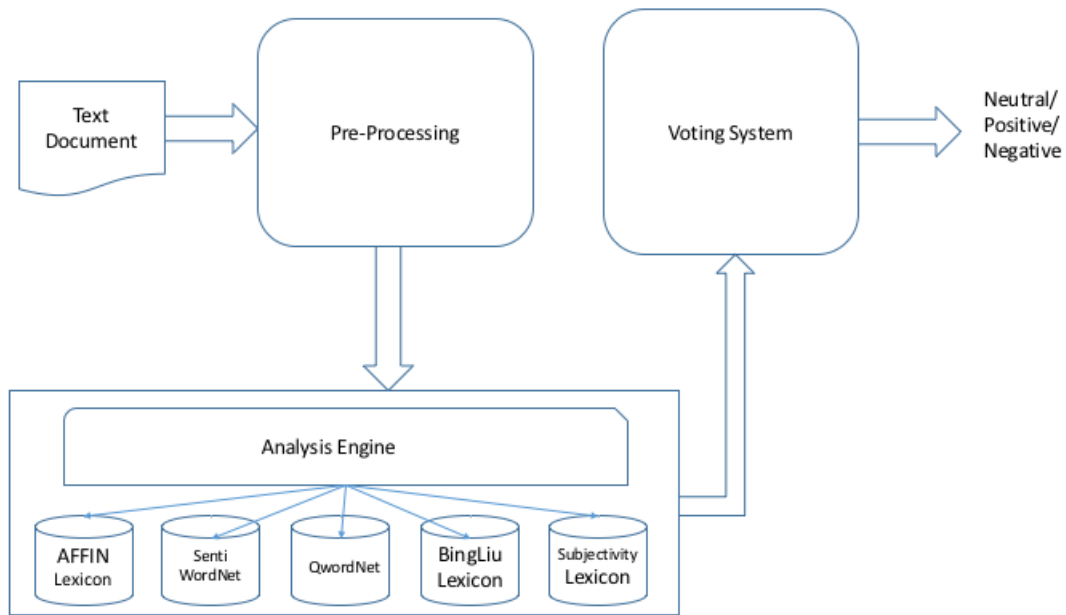 Text
Document
Pre-Processing
Voting System
Neutral/
Positive/
Negative
Analysis Engine
AFFIN
Lexicon
Senti
WordNet
QwordNet
BingLiu
Lexicon
Subjectivity
Lexicon